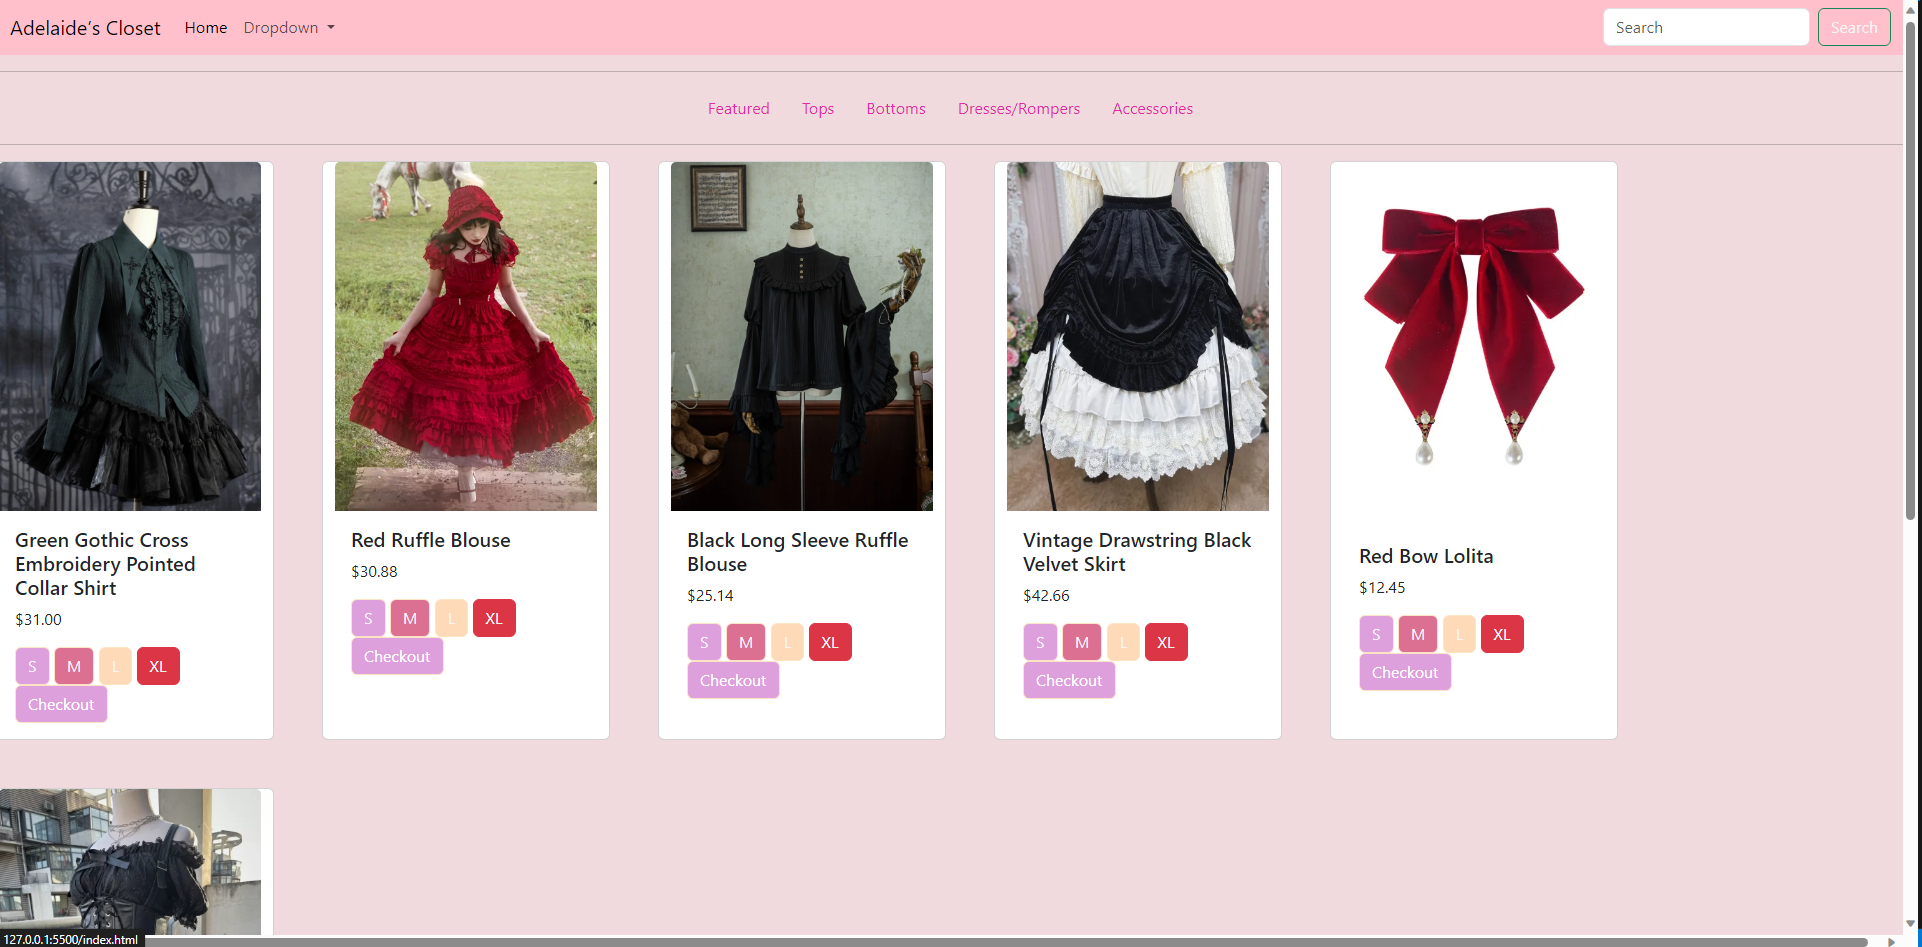 Adelaide's Closet Home Dropdown Search Search
Featured Tops Bottoms Dresses/Rompers Accessories
Green Gothic Cross
Embroidery Pointed
Collar Shirt
$31.00
S M L XL
Checkout
Red Ruffle Blouse
$30.88
S M L XL
Checkout
Black Long Sleeve Ruffle
Blouse
$25.14
S M L XL
Checkout
Vintage Drawstring Black
Velvet Skirt
$42.66
S M L XL
Checkout
Red Bow Lolita
$12.45
S M L XL
Checkout
127.0.0.1:5500/index.html